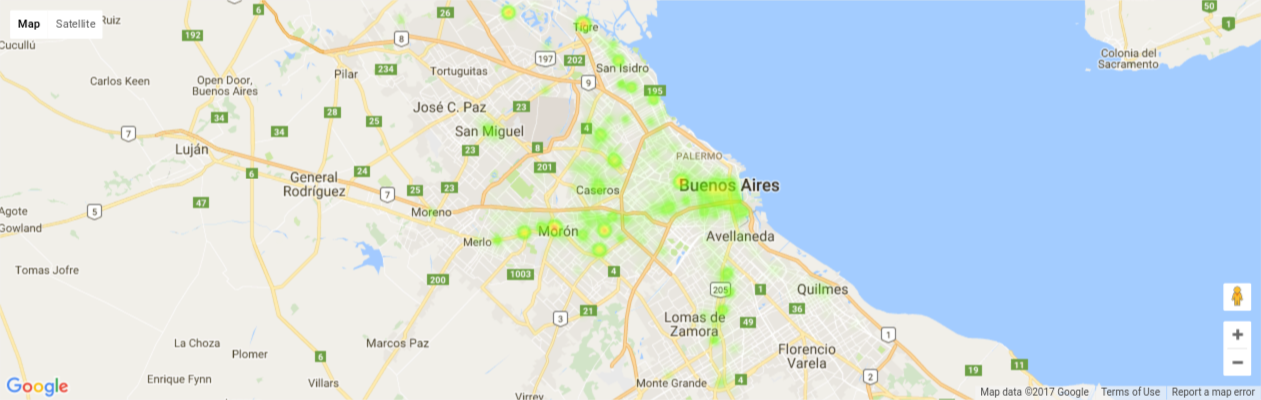 Map Satellite
Ruiz
26
6
Tigre
50
1
Cucullú
192
8
197
202
Colonia del
Sacramento
Carlos Keen
Open Door,
Buenos Aires
Pilar
234
Tortuguitas
San Isidro
9
195
José C. Paz
23
28
34
25
4
7
34
San Miguel
Luján
23
8
PALERMO
6
24
201
General
Rodríguez
25
23
7
Caseros
Buenos Aires
47
Agote
5
Moreno
Gowland
Merlo
Morón
Avellaneda
Tomas Jofre
200
1003
4
205
1
Quilmes
3
21
36
Lomas de
Zamora
49
1
La Choza
Plomer
6
Marcos Paz
Florencio
Varela
11
19
Enrique Fynn
Villars
Monte Grande
4
2
Virrey
Google
Map data ©2017 Google Terms of Use Report a map error